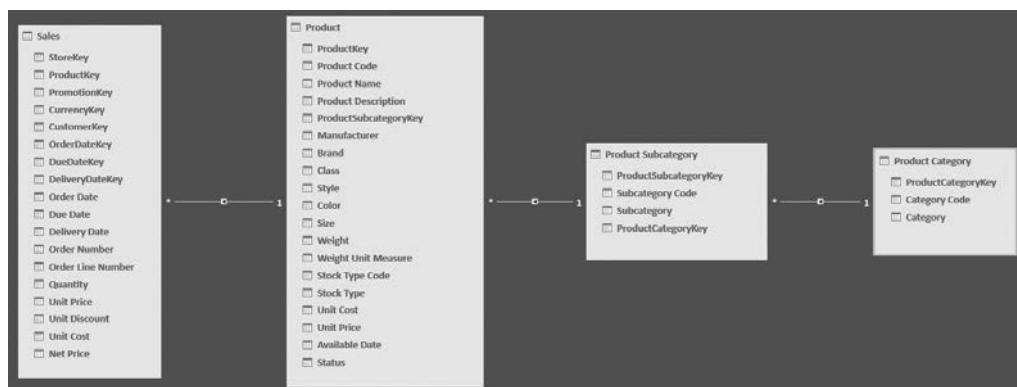 Sales
StoreKey
ProductKey
PromotionKey
CurrencyKey
CustomerKey
OrderDateKey
DueDateKey
DeliveryDateKey
Order Date
Due Date
Delivery Date
Order Number
Order Line Number
Quantity
Unit Price
Unit Discount
Unit Cost
Net Price
* 1
Product
ProductKey
Product Code
Product Name
Product Description
ProductSubcategoryKey
Manufacturer
Brand
Class
Style
Color
Size
Weight
Weight Unit Measure
Stock Type Code
Stock Type
Unit Cost
Unit Price
Available Date
Status
* 1
Product Subcategory
ProductSubcategoryKey
Subcategory Code
Subcategory
ProductCategoryKey
* 1
Product Category
ProductCategoryKey
Category Code
Category